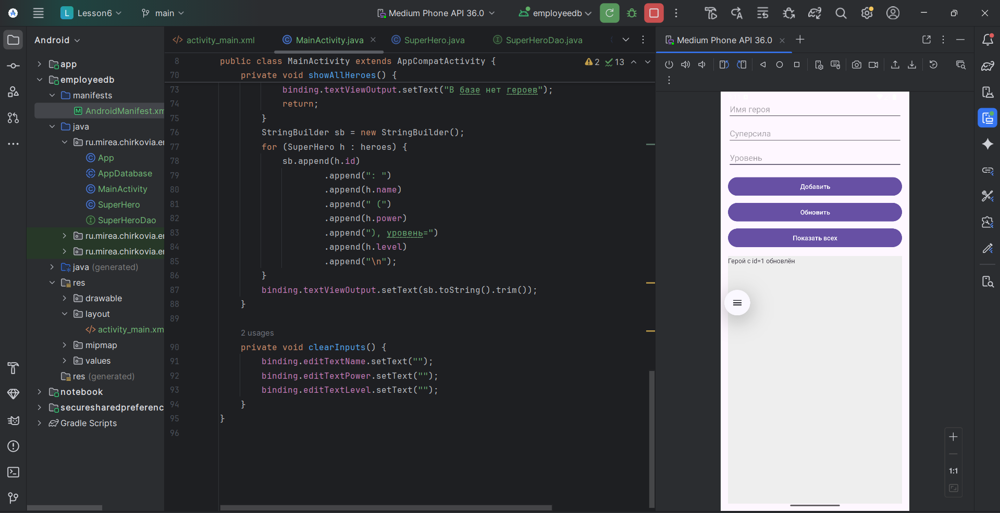 L Lesson6
main
Medium Phone API 36.0
employeedb
Android
app
employeedb
manifests
M AndroidManifest.xm
java
ru.mirea.chirkovia.e
C App
C AppDatabase
C MainActivity
C SuperHero
I SuperHeroDao
ru.mirea.chirkovia.e
ru.mirea.chirkovia.e
java (generated)
res
drawable
layout
</> activity_main.xm
mipmap
values
res (generated)
notebook
securesharedpreferenc
Gradle Scripts
</> activity_main.xml
C MainActivity.java
C SuperHero.java
I SuperHeroDao.java
2 13
8 public class MainActivity extends AppCompatActivity {
70 private void showAllHeroes() {
73 binding.textViewOutput.setText("В базе нет героев");
74 return;
75 }
76 StringBuilder sb = new StringBuilder();
77 for (SuperHero h : heroes) {
78 sb.append(h.id)
79 .append(": ")
80 .append(h.name)
81 .append(" (")
82 .append(h.power)
83 .append("), уровень=")
84 .append(h.level)
85 .append("\n");
86 }
87 binding.textViewOutput.setText(sb.toString().trim());
88 }
89
2 usages
90 private void clearInputs() {
91 binding.editTextName.setText("");
92 binding.editTextPower.setText("");
93 binding.editTextLevel.setText("");
94 }
95 }
96
Medium Phone API 36.0
Имя героя
Суперсила
Уровень
Добавить
Обновить
Показать всех
Герой с id=1 обновлён
1:1